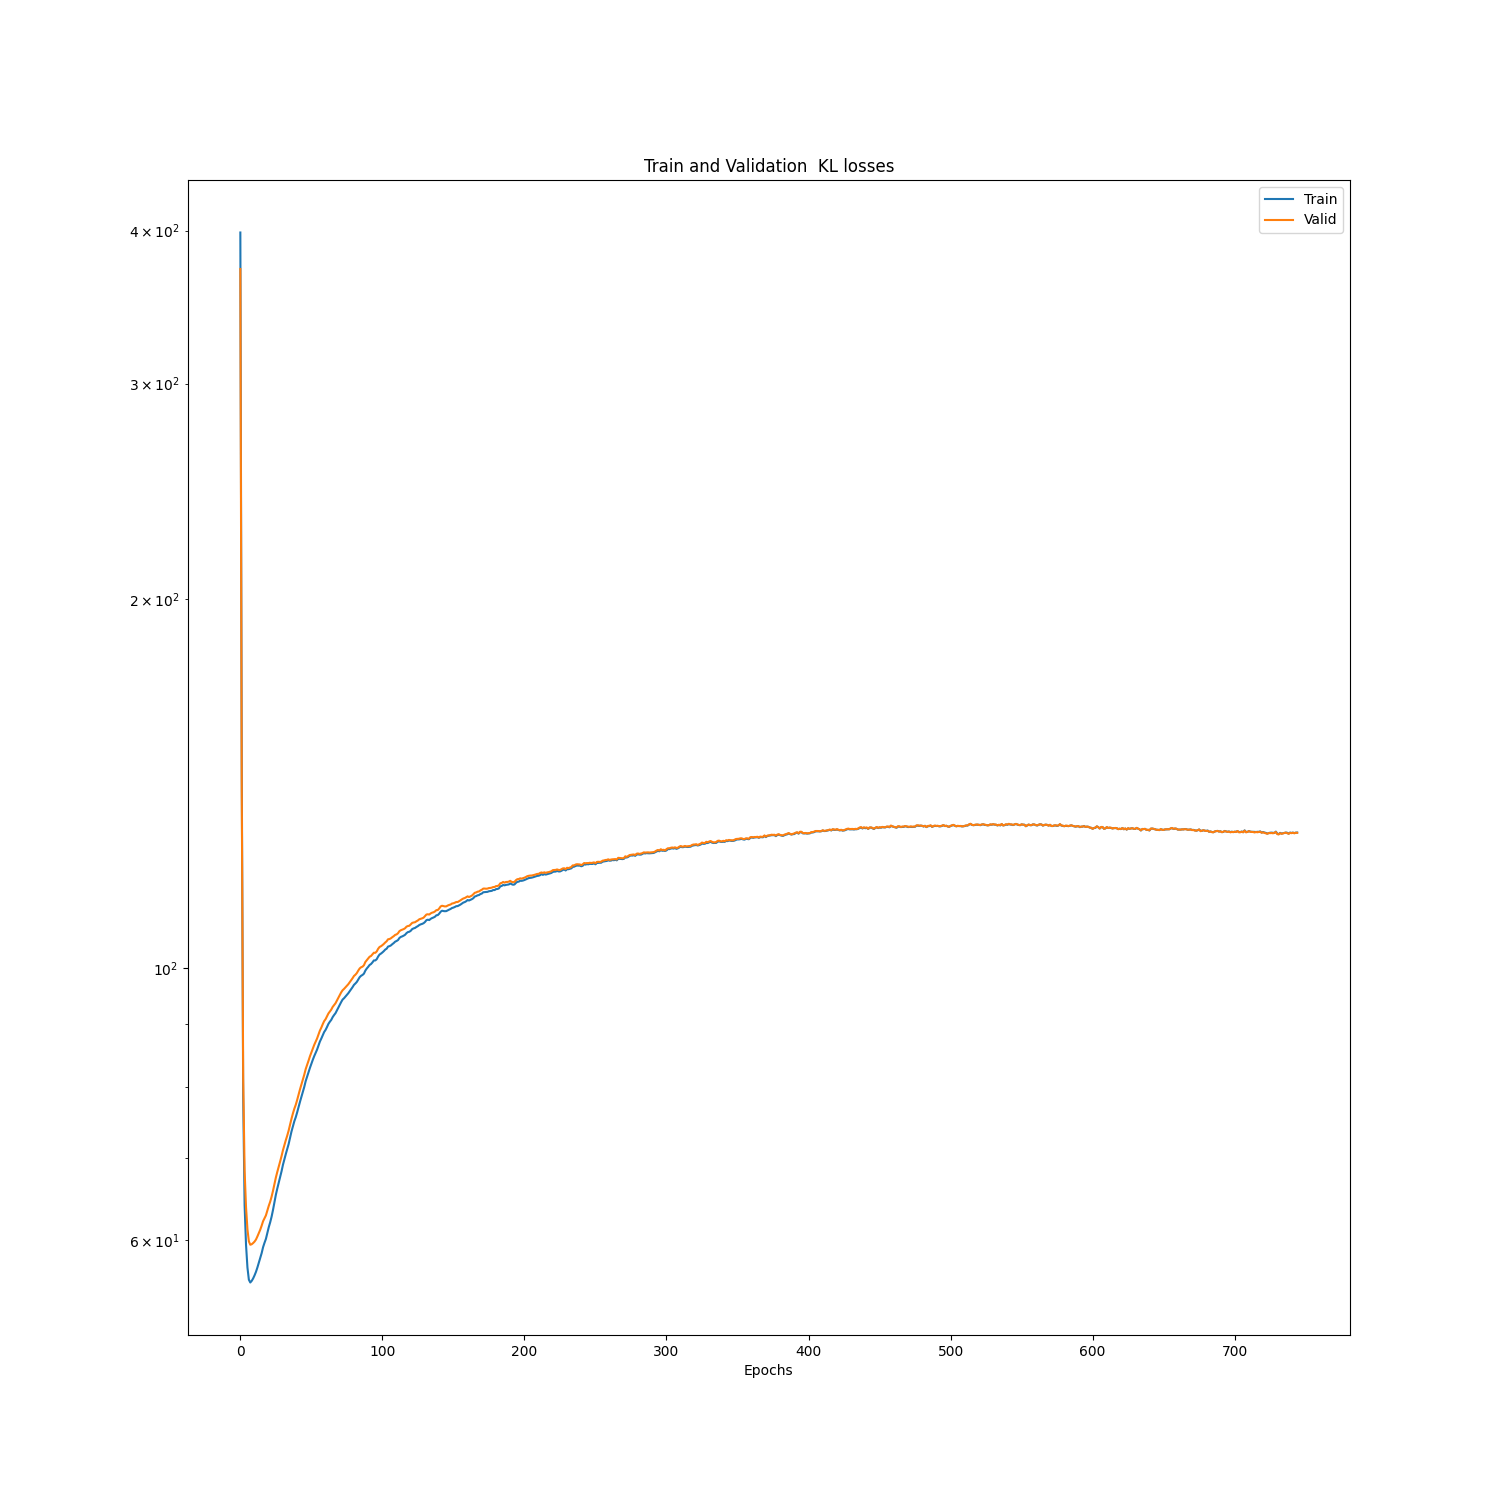 Train and Validation  KL losses
Train
Valid
4 × 10²
3 × 10²
2 × 10²
10²
6 × 10¹
0 100 200 300 400 500 600 700
Epochs